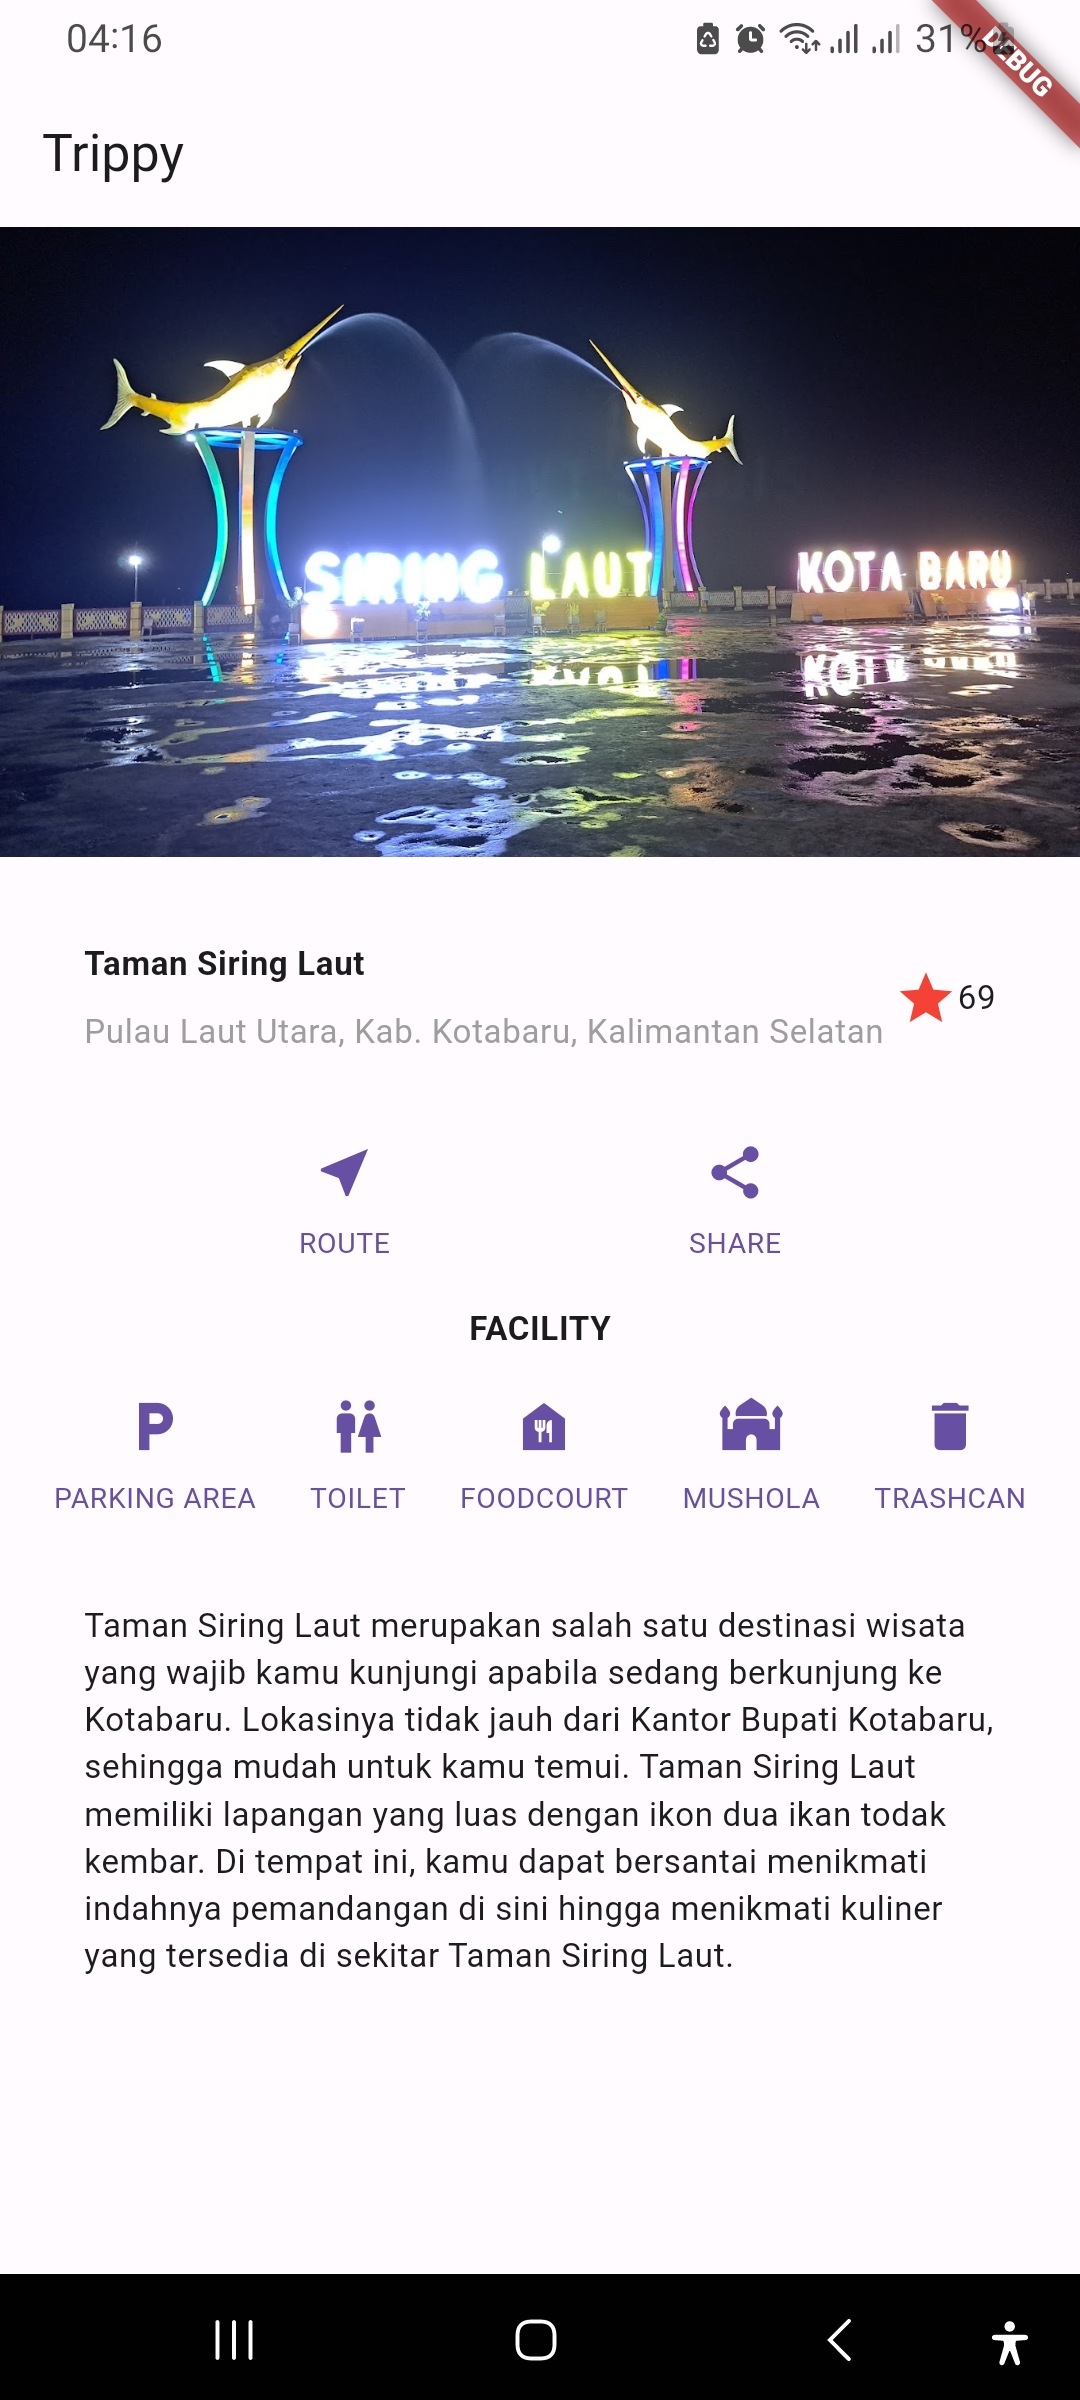 04:16
31%
DEBUG
Trippy
SIRING LAUT
KOTA BARU
Taman Siring Laut
Pulau Laut Utara, Kab. Kotabaru, Kalimantan Selatan
69
ROUTE
SHARE
FACILITY
P
PARKING AREA
TOILET
FOODCOURT
MUSHOLA
TRASHCAN
Taman Siring Laut merupakan salah satu destinasi wisata
yang wajib kamu kunjungi apabila sedang berkunjung ke
Kotabaru. Lokasinya tidak jauh dari Kantor Bupati Kotabaru,
sehingga mudah untuk kamu temui. Taman Siring Laut
memiliki lapangan yang luas dengan ikon dua ikan todak
kembar. Di tempat ini, kamu dapat bersantai menikmati
indahnya pemandangan di sini hingga menikmati kuliner
yang tersedia di sekitar Taman Siring Laut.